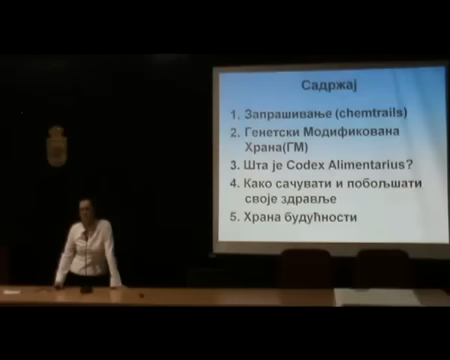 Садржај
1. Запрашивање (chemtrails)
2. Генетски Модификована
Храна(ГМ)
3. Шта је Codex Alimentarius?
4. Како сачувати и побољшати
своје здравље
5. Храна будућности